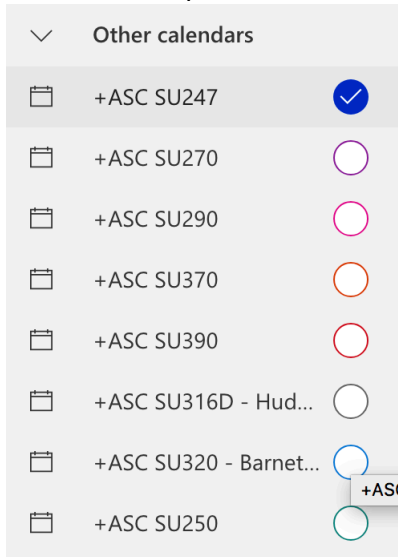 Other calendars
+ASC SU247
+ASC SU270
+ASC SU290
+ASC SU370
+ASC SU390
+ASC SU316D - Hud...
+ASC SU320 - Barnet...
+ASC
+ASC SU250